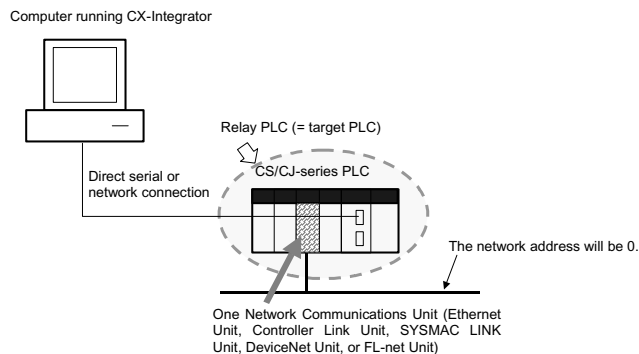 Computer running CX-Integrator
Relay PLC (= target PLC)
CS/CJ-series PLC
Direct serial or
network connection
The network address will be 0.
One Network Communications Unit (Ethernet
Unit, Controller Link Unit, SYSMAC LINK
Unit, DeviceNet Unit, or FL-net Unit)